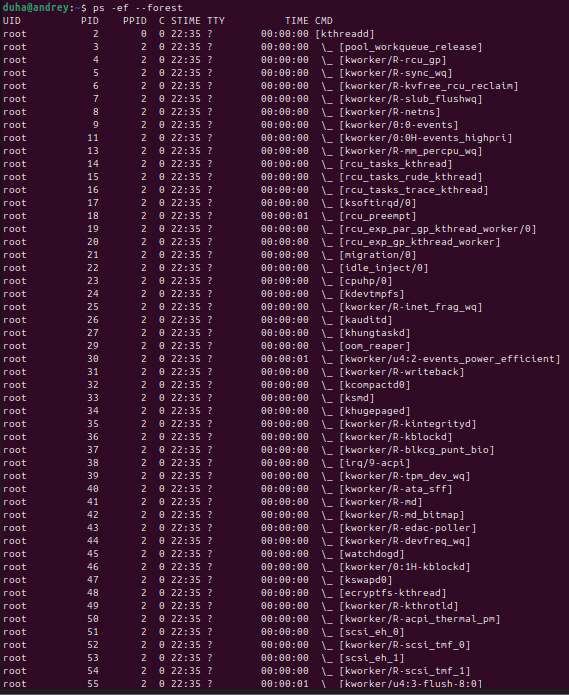 duha@andrey:~$ ps -ef --forest
UID          PID    PPID  C STIME TTY          TIME CMD
root           2       0  0 22:35 ?        00:00:00 [kthreadd]
root           3       2  0 22:35 ?        00:00:00  \_ [pool_workqueue_release]
root           4       2  0 22:35 ?        00:00:00  \_ [kworker/R-rcu_gp]
root           5       2  0 22:35 ?        00:00:00  \_ [kworker/R-sync_wq]
root           6       2  0 22:35 ?        00:00:00  \_ [kworker/R-kvfree_rcu_reclaim]
root           7       2  0 22:35 ?        00:00:00  \_ [kworker/R-slub_flushwq]
root           8       2  0 22:35 ?        00:00:00  \_ [kworker/R-netns]
root           9       2  0 22:35 ?        00:00:00  \_ [kworker/0:0-events]
root          11       2  0 22:35 ?        00:00:00  \_ [kworker/0:0H-events_highpri]
root          13       2  0 22:35 ?        00:00:00  \_ [kworker/R-mm_percpu_wq]
root          14       2  0 22:35 ?        00:00:00  \_ [rcu_tasks_kthread]
root          15       2  0 22:35 ?        00:00:00  \_ [rcu_tasks_rude_kthread]
root          16       2  0 22:35 ?        00:00:00  \_ [rcu_tasks_trace_kthread]
root          17       2  0 22:35 ?        00:00:00  \_ [ksoftirqd/0]
root          18       2  0 22:35 ?        00:00:01  \_ [rcu_preempt]
root          19       2  0 22:35 ?        00:00:00  \_ [rcu_exp_par_gp_kthread_worker/0]
root          20       2  0 22:35 ?        00:00:00  \_ [rcu_exp_gp_kthread_worker]
root          21       2  0 22:35 ?        00:00:00  \_ [migration/0]
root          22       2  0 22:35 ?        00:00:00  \_ [idle_inject/0]
root          23       2  0 22:35 ?        00:00:00  \_ [cpuhp/0]
root          24       2  0 22:35 ?        00:00:00  \_ [kdevtmpfs]
root          25       2  0 22:35 ?        00:00:00  \_ [kworker/R-inet_frag_wq]
root          26       2  0 22:35 ?        00:00:00  \_ [kauditd]
root          27       2  0 22:35 ?        00:00:00  \_ [khungtaskd]
root          29       2  0 22:35 ?        00:00:00  \_ [oom_reaper]
root          30       2  0 22:35 ?        00:00:01  \_ [kworker/u4:2-events_power_efficient]
root          31       2  0 22:35 ?        00:00:00  \_ [kworker/R-writeback]
root          32       2  0 22:35 ?        00:00:00  \_ [kcompactd0]
root          33       2  0 22:35 ?        00:00:00  \_ [ksmd]
root          34       2  0 22:35 ?        00:00:00  \_ [khugepaged]
root          35       2  0 22:35 ?        00:00:00  \_ [kworker/R-kintegrityd]
root          36       2  0 22:35 ?        00:00:00  \_ [kworker/R-kblockd]
root          37       2  0 22:35 ?        00:00:00  \_ [kworker/R-blkcg_punt_bio]
root          38       2  0 22:35 ?        00:00:00  \_ [irq/9-acpi]
root          39       2  0 22:35 ?        00:00:00  \_ [kworker/R-tpm_dev_wq]
root          40       2  0 22:35 ?        00:00:00  \_ [kworker/R-ata_sff]
root          41       2  0 22:35 ?        00:00:00  \_ [kworker/R-md]
root          42       2  0 22:35 ?        00:00:00  \_ [kworker/R-md_bitmap]
root          43       2  0 22:35 ?        00:00:00  \_ [kworker/R-edac-poller]
root          44       2  0 22:35 ?        00:00:00  \_ [kworker/R-devfreq_wq]
root          45       2  0 22:35 ?        00:00:00  \_ [watchdogd]
root          46       2  0 22:35 ?        00:00:00  \_ [kworker/0:1H-kblockd]
root          47       2  0 22:35 ?        00:00:00  \_ [kswapd0]
root          48       2  0 22:35 ?        00:00:00  \_ [ecryptfs-kthread]
root          49       2  0 22:35 ?        00:00:00  \_ [kworker/R-kthrotld]
root          50       2  0 22:35 ?        00:00:00  \_ [kworker/R-acpi_thermal_pm]
root          51       2  0 22:35 ?        00:00:00  \_ [scsi_eh_0]
root          52       2  0 22:35 ?        00:00:00  \_ [kworker/R-scsi_tmf_0]
root          53       2  0 22:35 ?        00:00:00  \_ [scsi_eh_1]
root          54       2  0 22:35 ?        00:00:00  \_ [kworker/R-scsi_tmf_1]
root          55       2  0 22:35 ?        00:00:01  \_ [kworker/u4:3-flush-8:0]